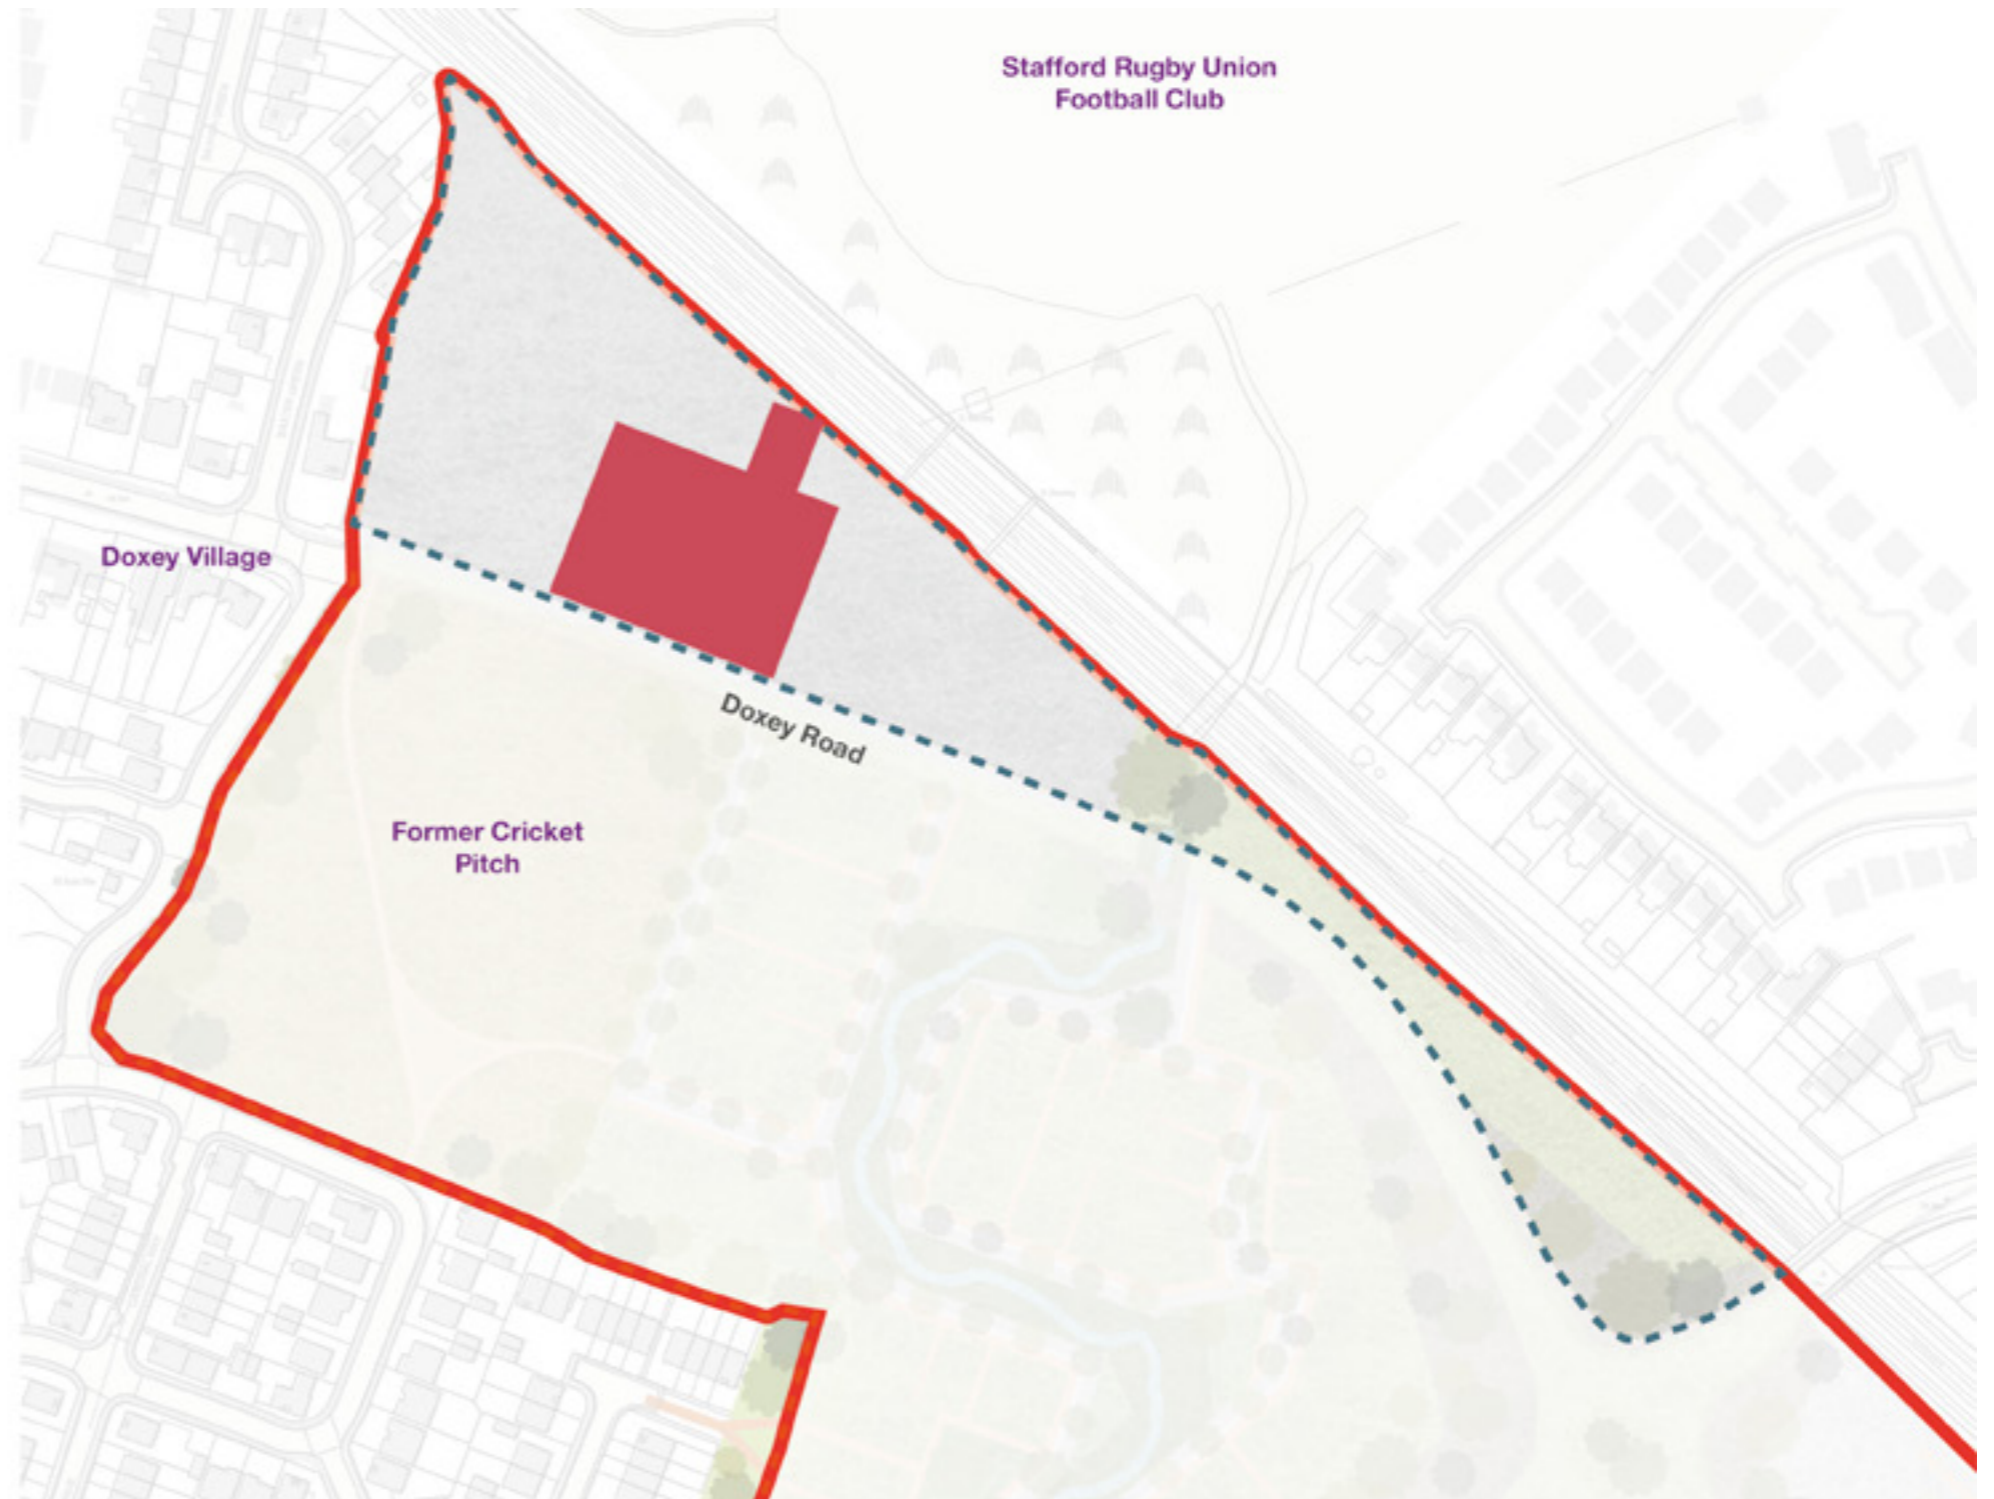 Stafford Rugby Union
Football Club
Doxey Village
Doxey Road
Former Cricket
Pitch